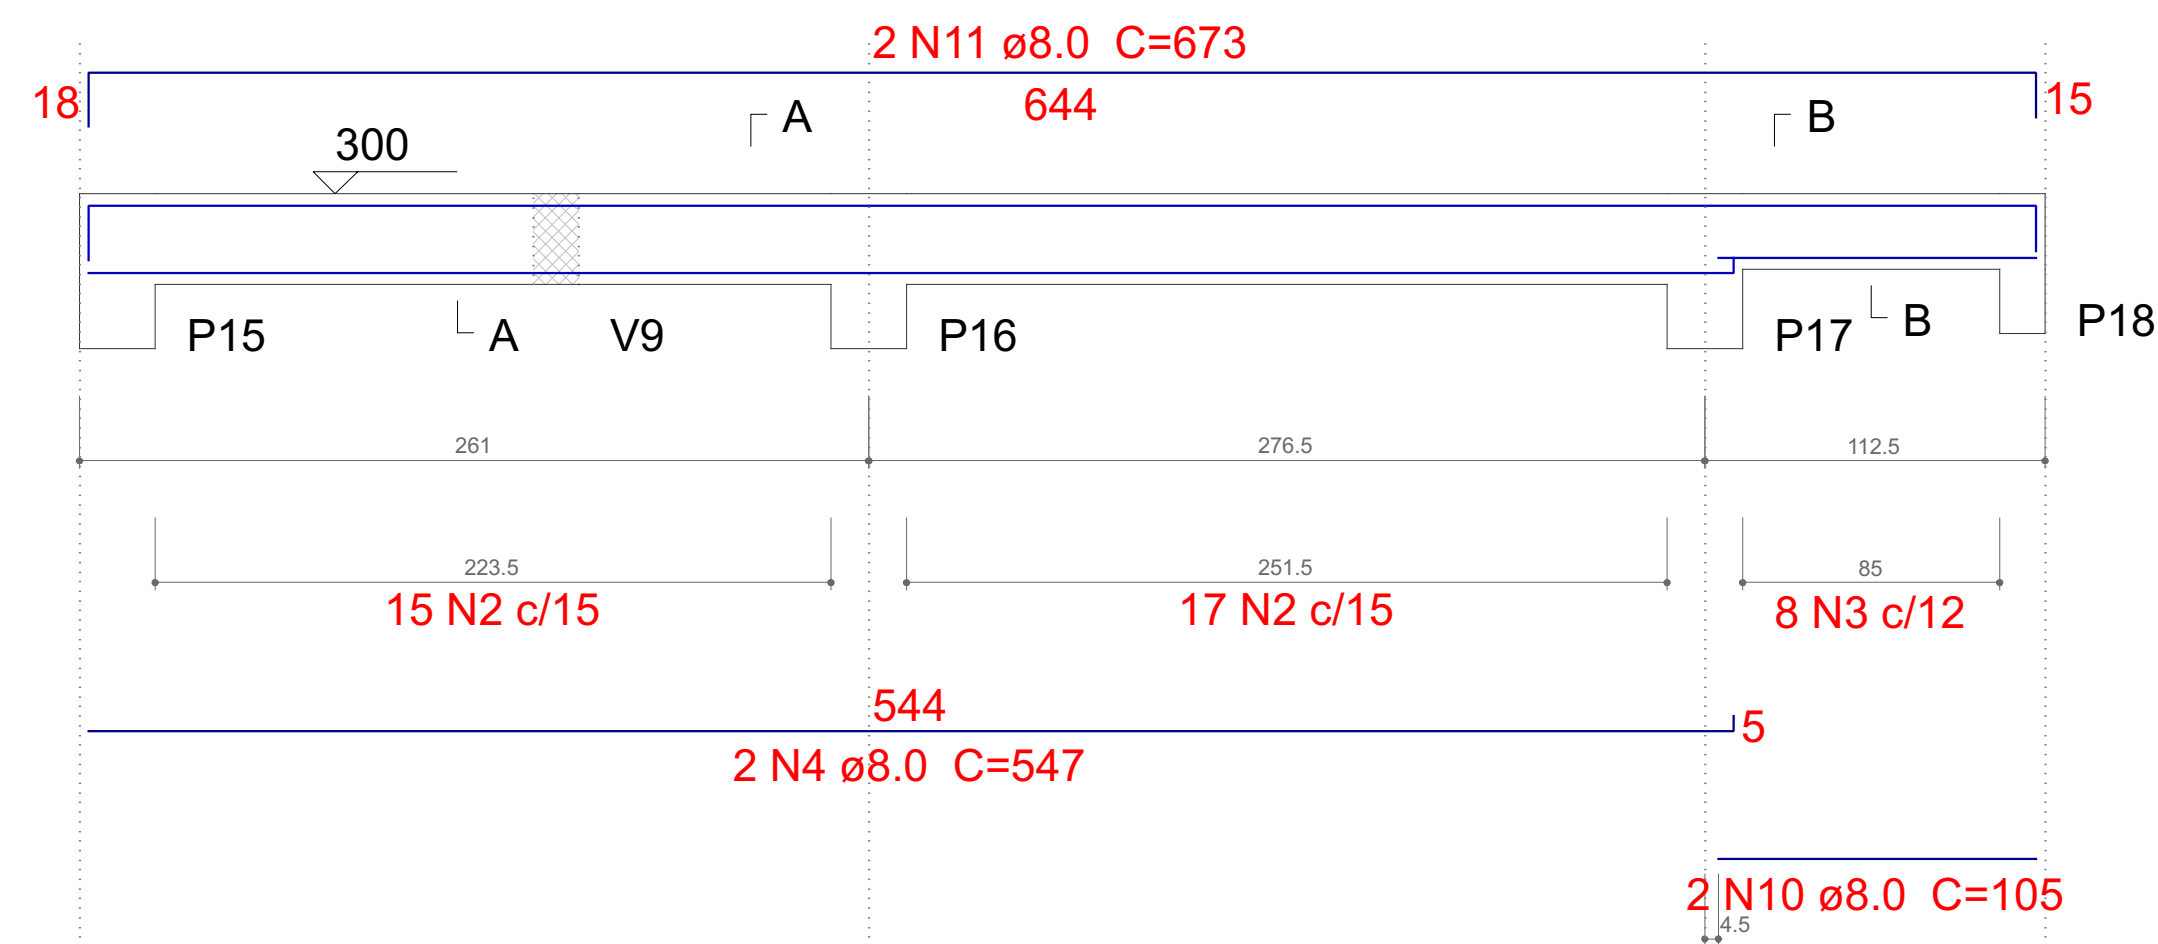 2 N11 ø8.0 C=673
18
644
15
A
B
300
P15
A
V9
P16
P17
B
P18
261
276.5
112.5
223.5
251.5
85
15 N2 c/15
17 N2 c/15
8 N3 c/12
544
5
2 N4 ø8.0 C=547
2 N10 ø8.0 C=105
4.5